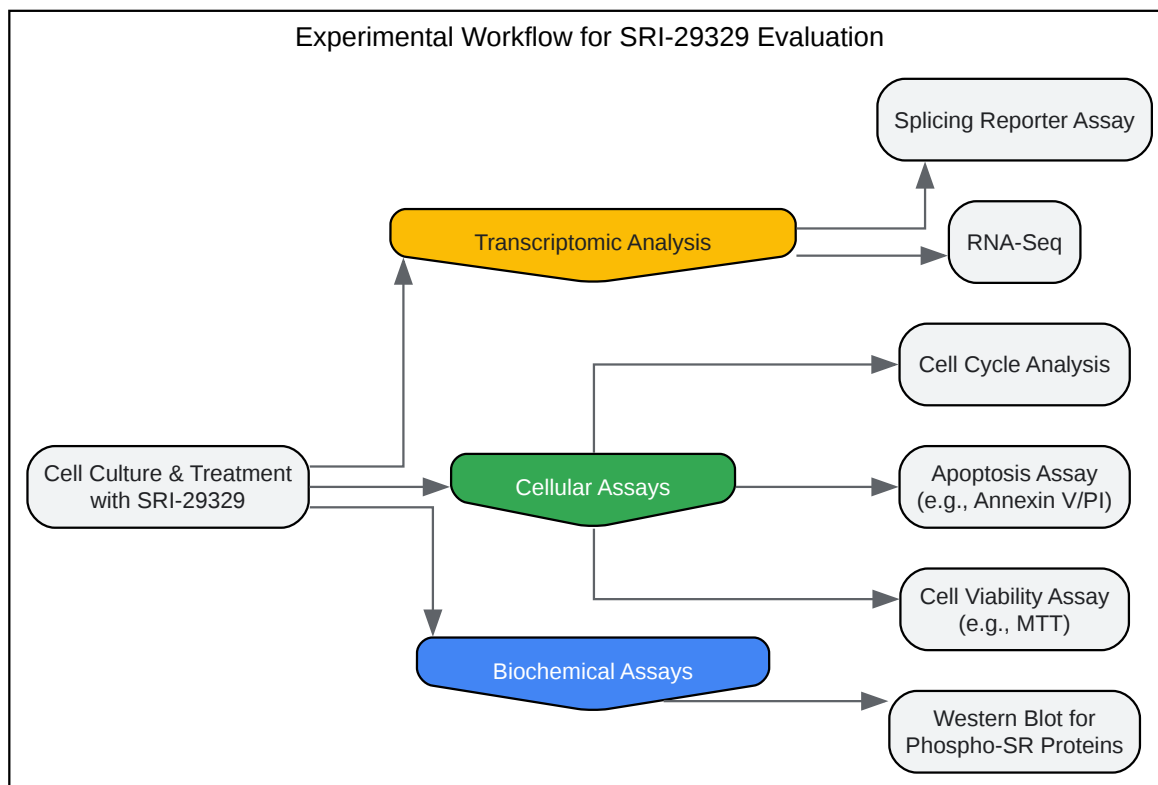 Experimental Workflow for SRI-29329 Evaluation
Splicing Reporter Assay
Transcriptomic Analysis
RNA-Seq
Cell Cycle Analysis
Cell Culture & Treatment
with SRI-29329
Cellular Assays
Apoptosis Assay
(e.g., Annexin V/PI)
Cell Viability Assay
(e.g., MTT)
Biochemical Assays
Western Blot for
Phospho-SR Proteins